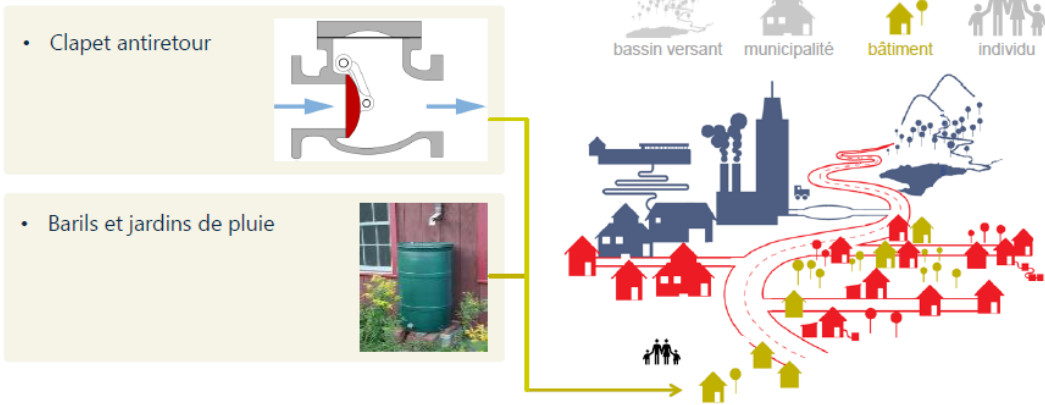 • Clapet antiretour
bassin versant municipalité bâtiment individu
• Barils et jardins de pluie